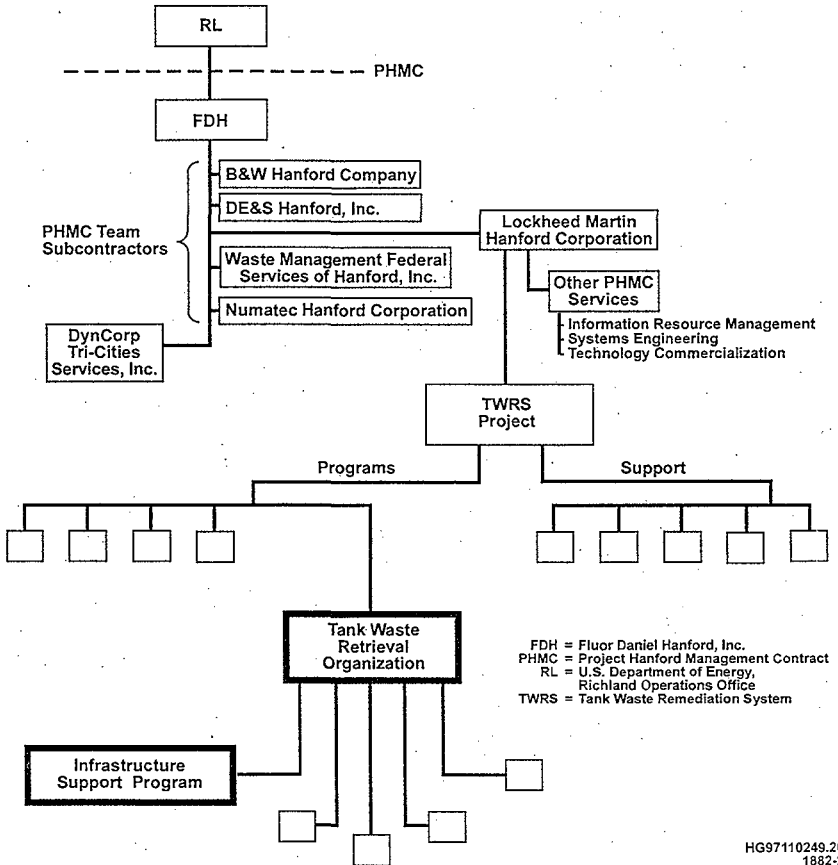 RL
PHMC
FDH
B&W Hanford Company
DE&S Hanford, Inc.
PHMC Team
Subcontractors
Lockheed Martin
Hanford Corporation
Waste Management Federal
Services of Hanford, Inc.
Other PHMC
Services
Numatec Hanford Corporation
Information Resource Management
Systems Engineering
Technology Commercialization
DynCorp
Tri-Cities
Services, Inc.
TWRS
Project
Programs
Support
Tank Waste
Retrieval
Organization
FDH = Fluor Daniel Hanford, Inc.
PHMC = Project Hanford Management Contract
RL = U.S. Department of Energy,
Richland Operations Office
TWRS = Tank Waste Remediation System
Infrastructure
Support Program
HG97110249.2
1882-